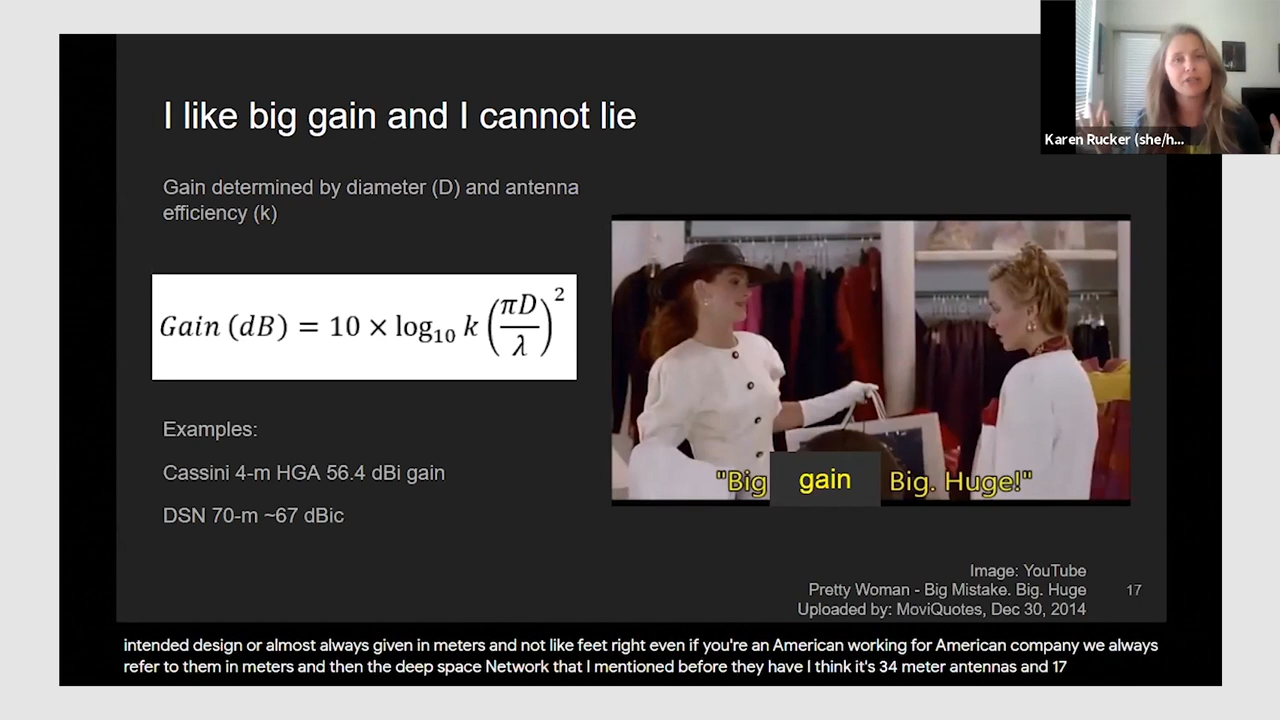 I like big gain and I cannot lie
Karen Rucker (she/h...
Gain determined by diameter (D) and antenna
efficiency (k)
Gain (dB) = 10 × log₁₀ k (πD/λ)²
Examples:
Cassini 4-m HGA 56.4 dBi gain
DSN 70-m ~67 dBic
"Big gain Big. Huge!"
Image: YouTube
Pretty Woman - Big Mistake. Big. Huge
Uploaded by: MoviQuotes, Dec 30, 2014
17
intended design or almost always given in meters and not like feet right even if you're an American working for American company we always
refer to them in meters and then the deep space Network that I mentioned before they have I think it's 34 meter antennas and 17